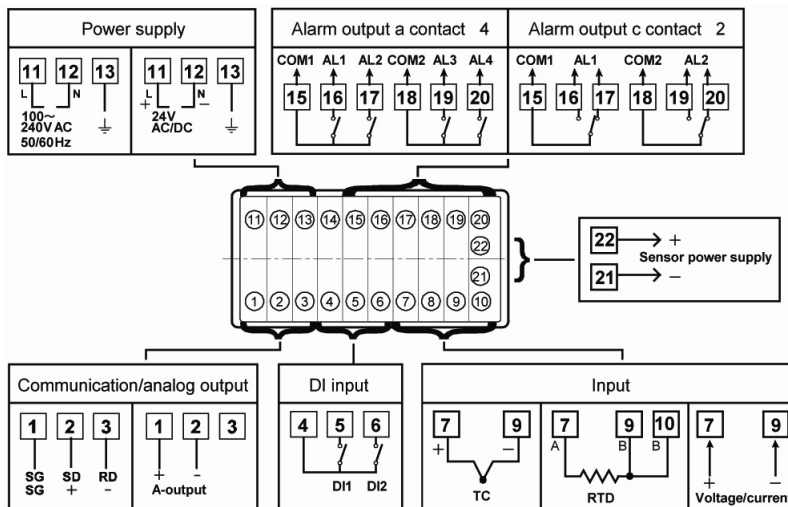 Power supply
11 12 13
L N
100~
240V AC
50/60Hz
11 12 13
L N
+ −
24V
AC/DC
Alarm output a contact 4
COM1 AL1 AL2 COM2 AL3 AL4
15 16 17 18 19 20
Alarm output c contact 2
COM1 AL1 COM2 AL2
15 16 17 18 19 20
11 12 13 14 15 16 17 18 19 20
22
21
1 2 3 4 5 6 7 8 9 10
22 +
Sensor power supply
21 −
Communication/analog output
1 2 3
SG SD RD
SG + -
1 2 3
+ -
A-output
DI input
4 5 6
DI1 DI2
Input
7 9
+ −
TC
7 9 10
A B B
RTD
7 9
+ −
Voltage/current